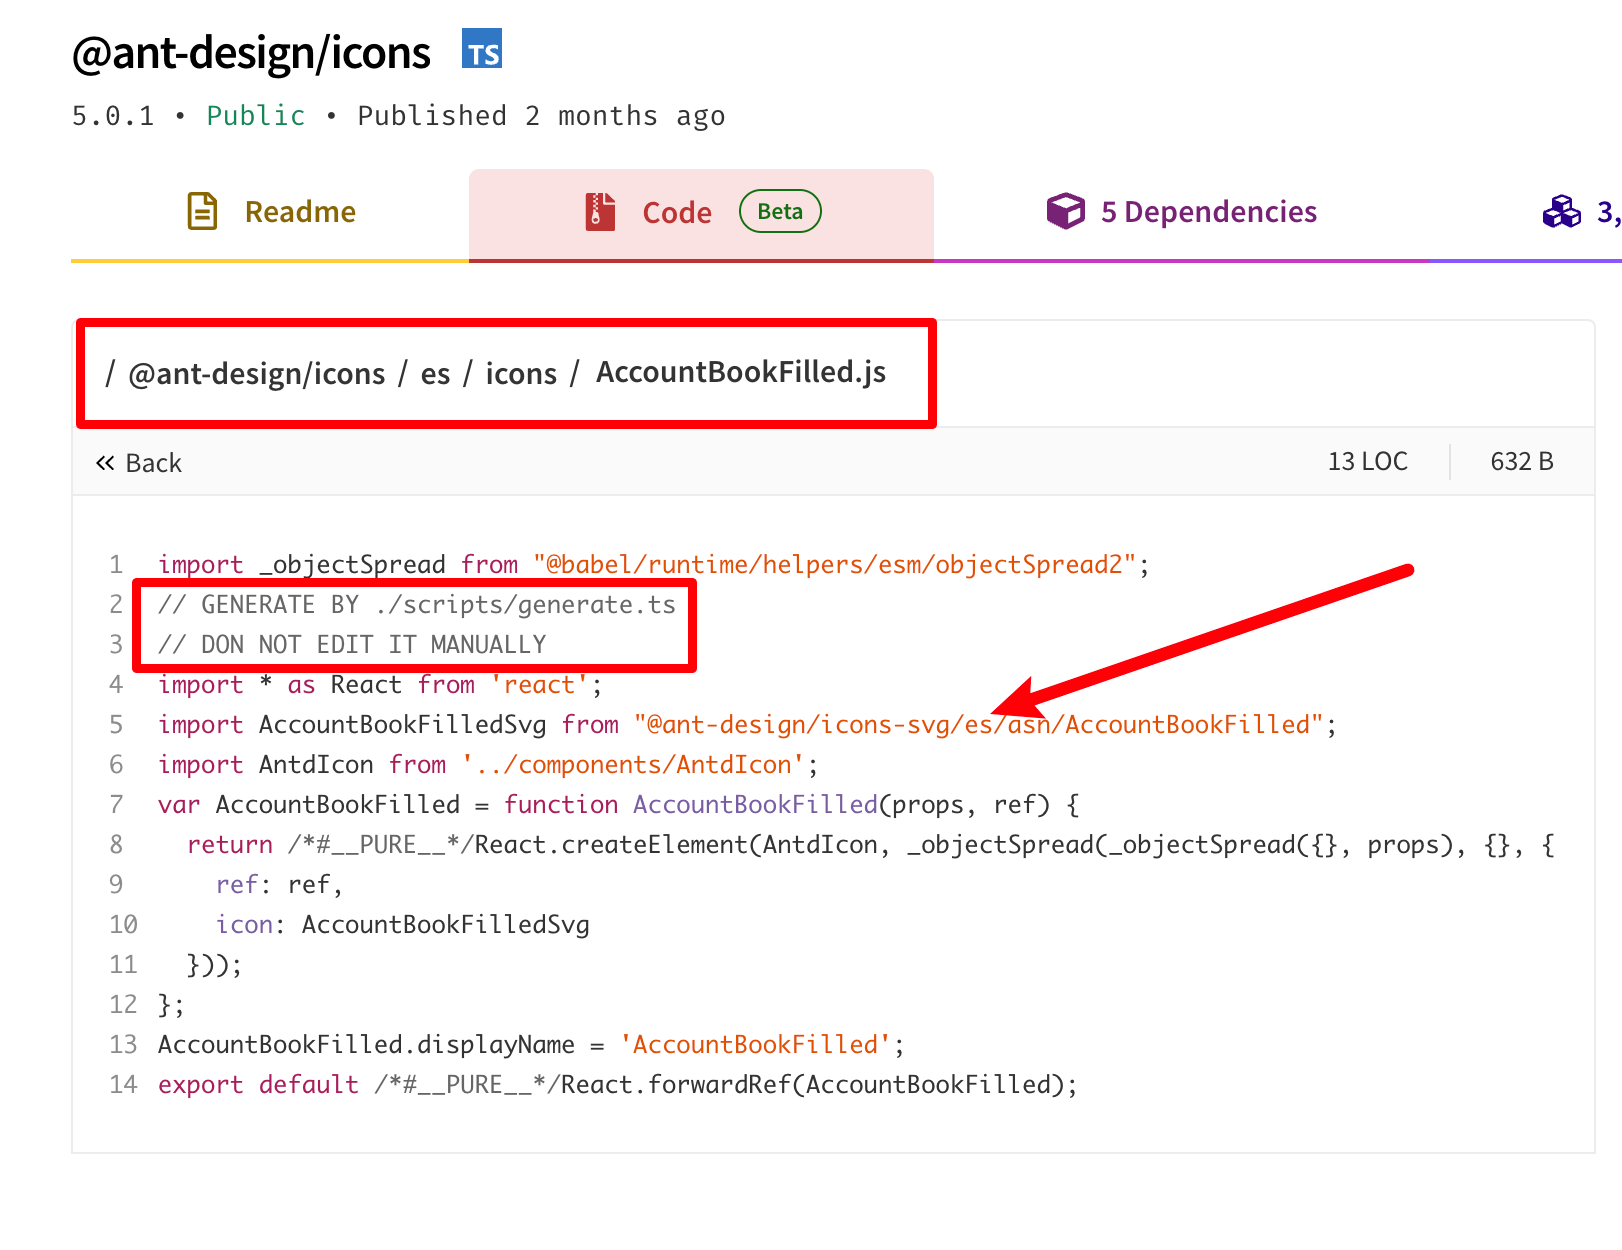 @ant-design/icons TS
5.0.1 • Public • Published 2 months ago
Readme Code Beta 5 Dependencies 3,
/ @ant-design/icons / es / icons / AccountBookFilled.js
« Back 13 LOC 632 B
1 import _objectSpread from "@babel/runtime/helpers/esm/objectSpread2";
2 // GENERATE BY ./scripts/generate.ts
3 // DON NOT EDIT IT MANUALLY
4 import * as React from 'react';
5 import AccountBookFilledSvg from "@ant-design/icons-svg/es/asn/AccountBookFilled";
6 import AntdIcon from '../components/AntdIcon';
7 var AccountBookFilled = function AccountBookFilled(props, ref) {
8   return /*#__PURE__*/React.createElement(AntdIcon, _objectSpread(_objectSpread({}, props), {}, {
9     ref: ref,
10     icon: AccountBookFilledSvg
11   }));
12 };
13 AccountBookFilled.displayName = 'AccountBookFilled';
14 export default /*#__PURE__*/React.forwardRef(AccountBookFilled);